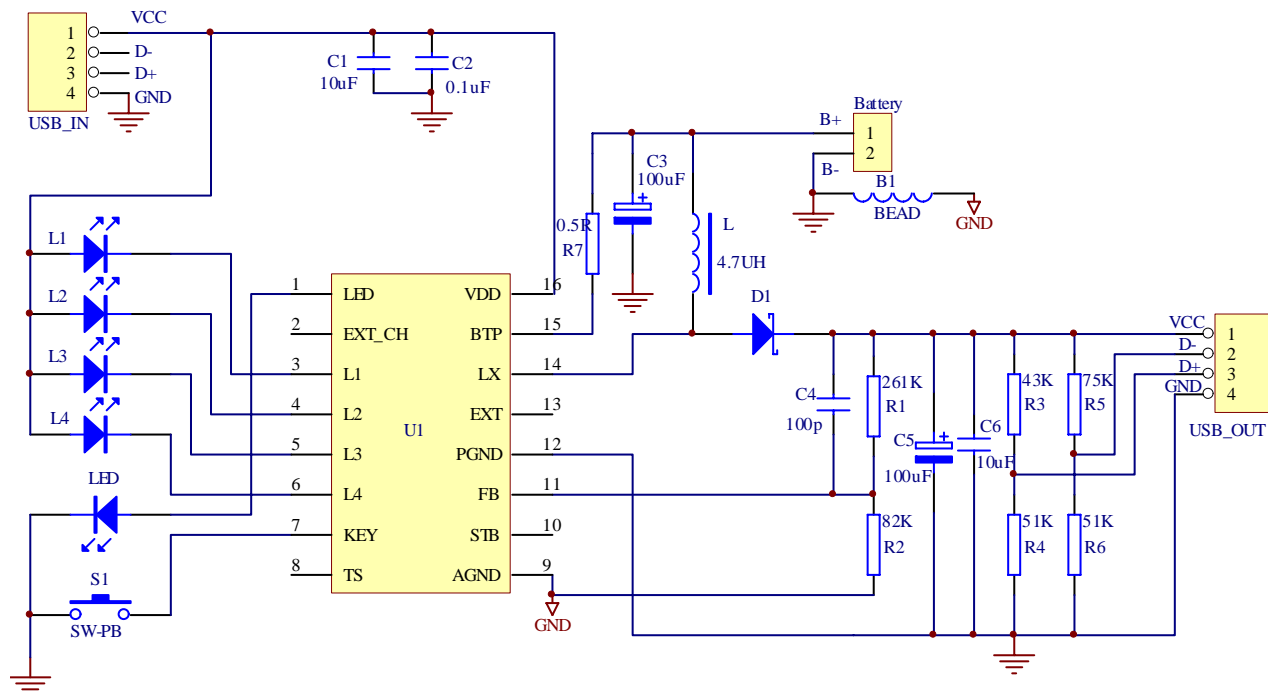 VCC
1
2
3
4
D-
D+
GND
USB_IN
C1
10uF
C2
0.1uF
Battery
B+
1
2
B-
B1
BEAD
GND
C3
100uF
0.5R
R7
L
4.7UH
L1
L2
L3
L4
LED
S1
SW-PB
1
2
3
4
5
6
7
8
LED
EXT_CH
L1
L2
L3
L4
KEY
TS
U1
VDD
BTP
LX
EXT
PGND
FB
STB
AGND
16
15
14
13
12
11
10
9
GND
D1
C4
100p
261K
R1
C5
100uF
C6
10uF
82K
R2
43K
R3
75K
R5
51K
R4
51K
R6
VCC
D-
D+
GND
1
2
3
4
USB_OUT